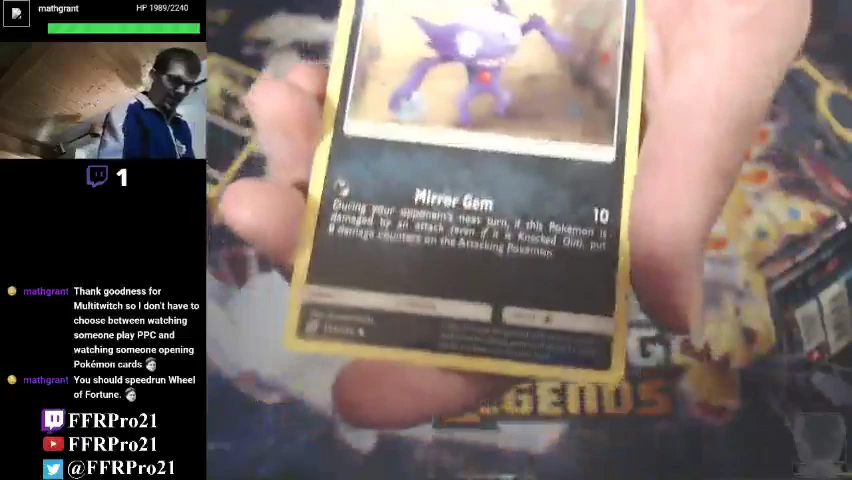 mathgrant HP 1989/2240
1
mathgrant Thank goodness for
Multitwitch so I don't have to
choose between watching
someone play PPC and
watching someone opening
Pokémon cards
mathgrant You should speedrun Wheel
of Fortune.
FFRPro21
FFRPro21
@FFRPro21
Mirror Gem 10
During your opponent's next turn, if this Pokémon is
damaged by an attack (even if it is Knocked Out), put
8 damage counters on the Attacking Pokémon.
LEGENDS